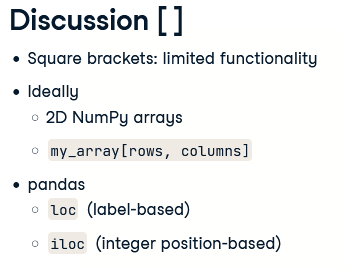 Discussion [ ]
• Square brackets: limited functionality
• Ideally
○ 2D NumPy arrays
○ my_array[rows, columns]
• pandas
○ loc (label-based)
○ iloc (integer position-based)